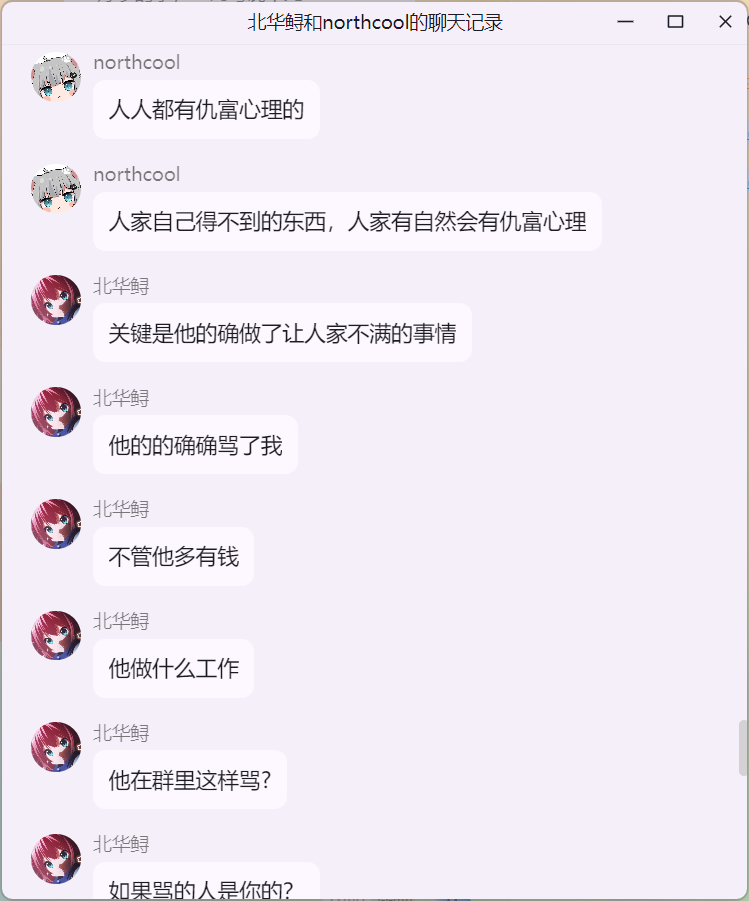 北华鲟和northcool的聊天记录
northcool
人人都有仇富心理的
northcool
人家自己得不到的东西，人家有自然会有仇富心理
北华鲟
关键是他的确做了让人家不满的事情
北华鲟
他的的确确骂了我
北华鲟
不管他多有钱
北华鲟
他做什么工作
北华鲟
他在群里这样骂?
北华鲟
如果骂的人是你的?